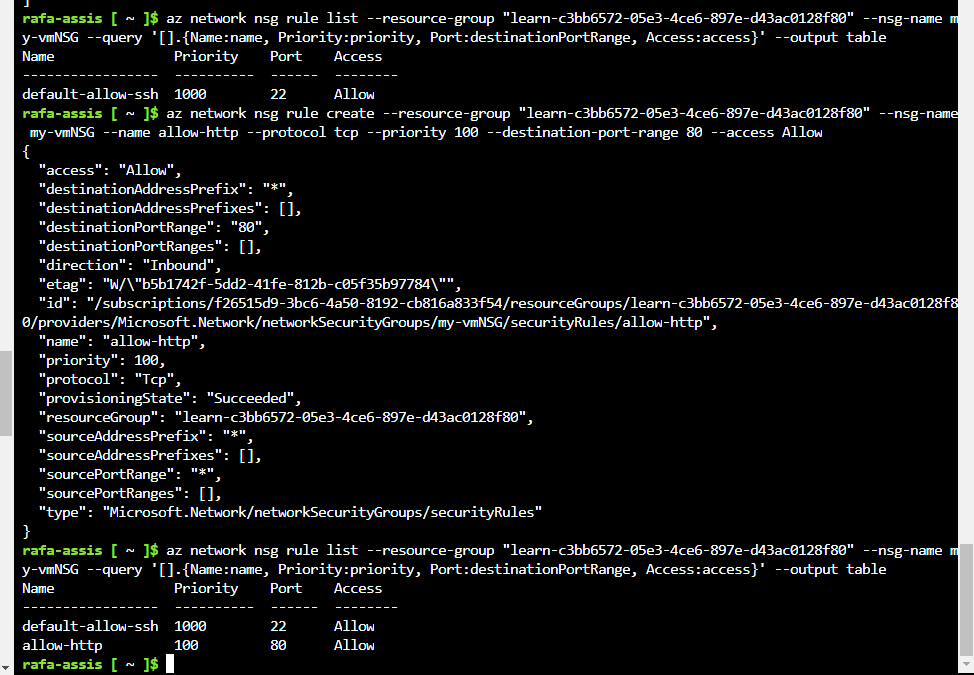 ]
rafa-assis [ ~ ]$ az network nsg rule list --resource-group "learn-c3bb6572-05e3-4ce6-897e-d43ac0128f80" --nsg-name m
y-vmNSG --query '[].{Name:name, Priority:priority, Port:destinationPortRange, Access:access}' --output table
Name               Priority    Port    Access
-----------------  ----------  ------  --------
default-allow-ssh  1000        22      Allow
rafa-assis [ ~ ]$ az network nsg rule create --resource-group "learn-c3bb6572-05e3-4ce6-897e-d43ac0128f80" --nsg-name
 my-vmNSG --name allow-http --protocol tcp --priority 100 --destination-port-range 80 --access Allow
{
  "access": "Allow",
  "destinationAddressPrefix": "*",
  "destinationAddressPrefixes": [],
  "destinationPortRange": "80",
  "destinationPortRanges": [],
  "direction": "Inbound",
  "etag": "W/\"b5b1742f-5dd2-41fe-812b-c05f35b97784\"",
  "id": "/subscriptions/f26515d9-3bc6-4a50-8192-cb816a833f54/resourceGroups/learn-c3bb6572-05e3-4ce6-897e-d43ac0128f8
0/providers/Microsoft.Network/networkSecurityGroups/my-vmNSG/securityRules/allow-http",
  "name": "allow-http",
  "priority": 100,
  "protocol": "Tcp",
  "provisioningState": "Succeeded",
  "resourceGroup": "learn-c3bb6572-05e3-4ce6-897e-d43ac0128f80",
  "sourceAddressPrefix": "*",
  "sourceAddressPrefixes": [],
  "sourcePortRange": "*",
  "sourcePortRanges": [],
  "type": "Microsoft.Network/networkSecurityGroups/securityRules"
}
rafa-assis [ ~ ]$ az network nsg rule list --resource-group "learn-c3bb6572-05e3-4ce6-897e-d43ac0128f80" --nsg-name m
y-vmNSG --query '[].{Name:name, Priority:priority, Port:destinationPortRange, Access:access}' --output table
Name               Priority    Port    Access
-----------------  ----------  ------  --------
default-allow-ssh  1000        22      Allow
allow-http         100         80      Allow
rafa-assis [ ~ ]$